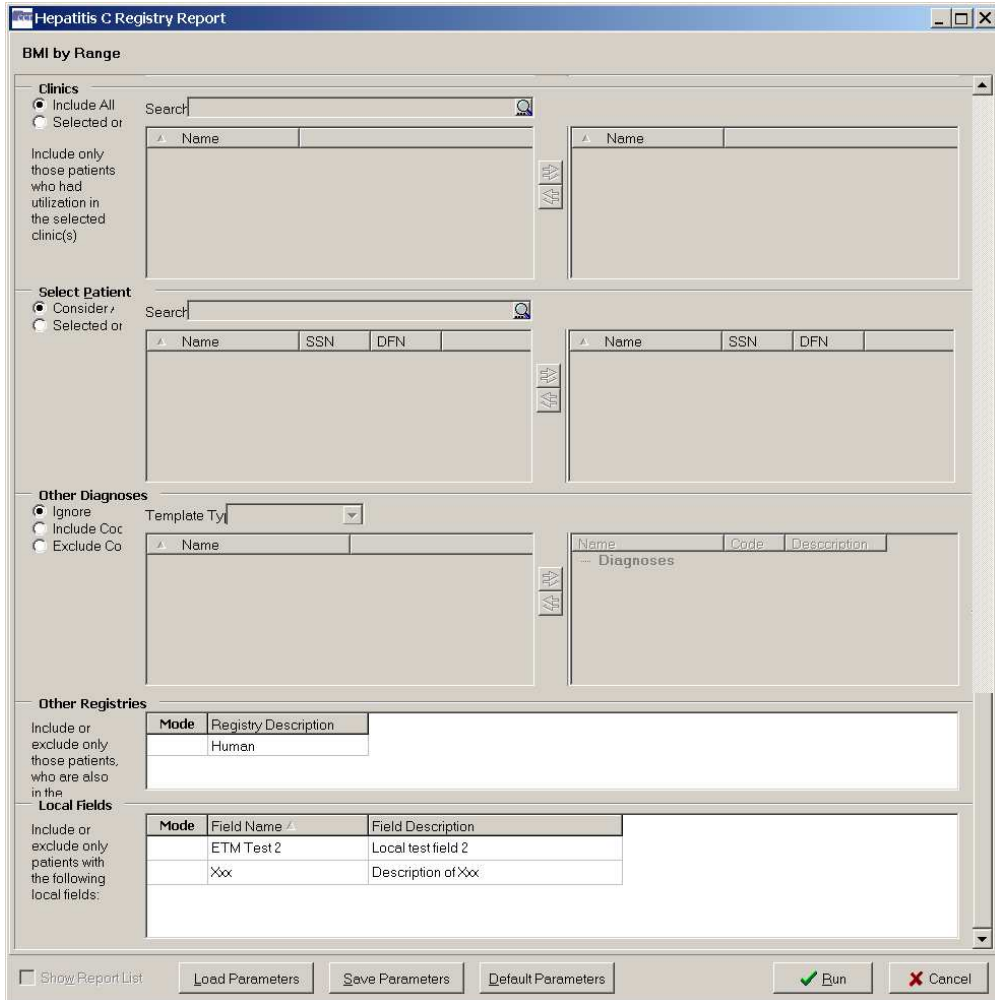 Hepatitis C Registry Report
BMI by Range
Clinics
Include All
Selected or
Search
Name
Name
Include only
those patients
who had
utilization in
the selected
clinic(s)
Select Patient
Consider
Selected or
Search
Name SSN DFN
Name SSN DFN
Other Diagnoses
Ignore
Include Coc
Exclude Co
Template Ty
Name
Name Code Desccription
Diagnoses
Other Registries
Include or
exclude only
those patients,
who are also
in the
Mode Registry Description
Human
Local Fields
Include or
exclude only
patients with
the following
local fields:
Mode Field Name Field Description
ETM Test 2 Local test field 2
Xxx Description of Xxx
Show Report List Load Parameters Save Parameters Default Parameters Run Cancel